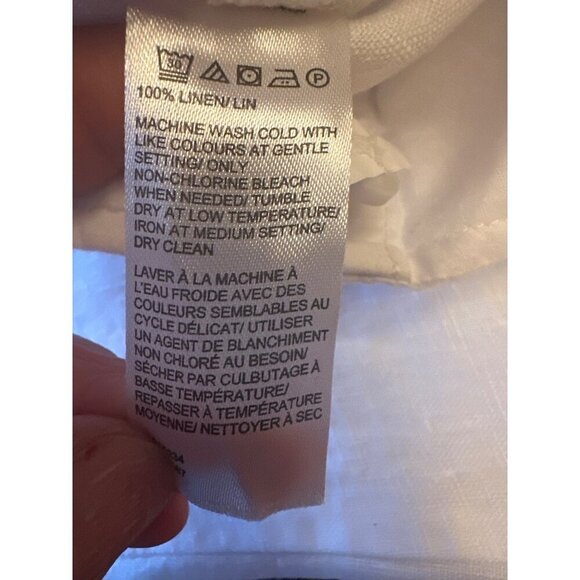 30 P
100% LINEN/ LIN
MACHINE WASH COLD WITH
LIKE COLOURS AT GENTLE
SETTING/ ONLY
NON-CHLORINE BLEACH
WHEN NEEDED/ TUMBLE
DRY AT LOW TEMPERATURE/
IRON AT MEDIUM SETTING/
DRY CLEAN
LAVER À LA MACHINE À
L'EAU FROIDE AVEC DES
COULEURS SEMBLABLES AU
CYCLE DÉLICAT/ UTILISER
UN AGENT DE BLANCHIMENT
NON CHLORÉ AU BESOIN/
SÉCHER PAR CULBUTAGE À
BASSE TEMPÉRATURE/
REPASSER À TEMPÉRATURE
MOYENNE/ NETTOYER À SEC